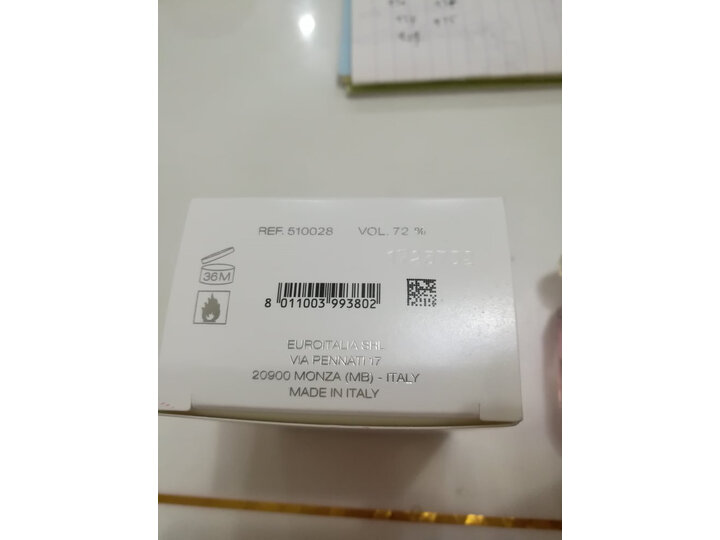 REF. 510028 VOL. 72 %
36M
8 011003 993802
EUROITALIA SRL
VIA PENNATI 17
20900 MONZA (MB) - ITALY
MADE IN ITALY